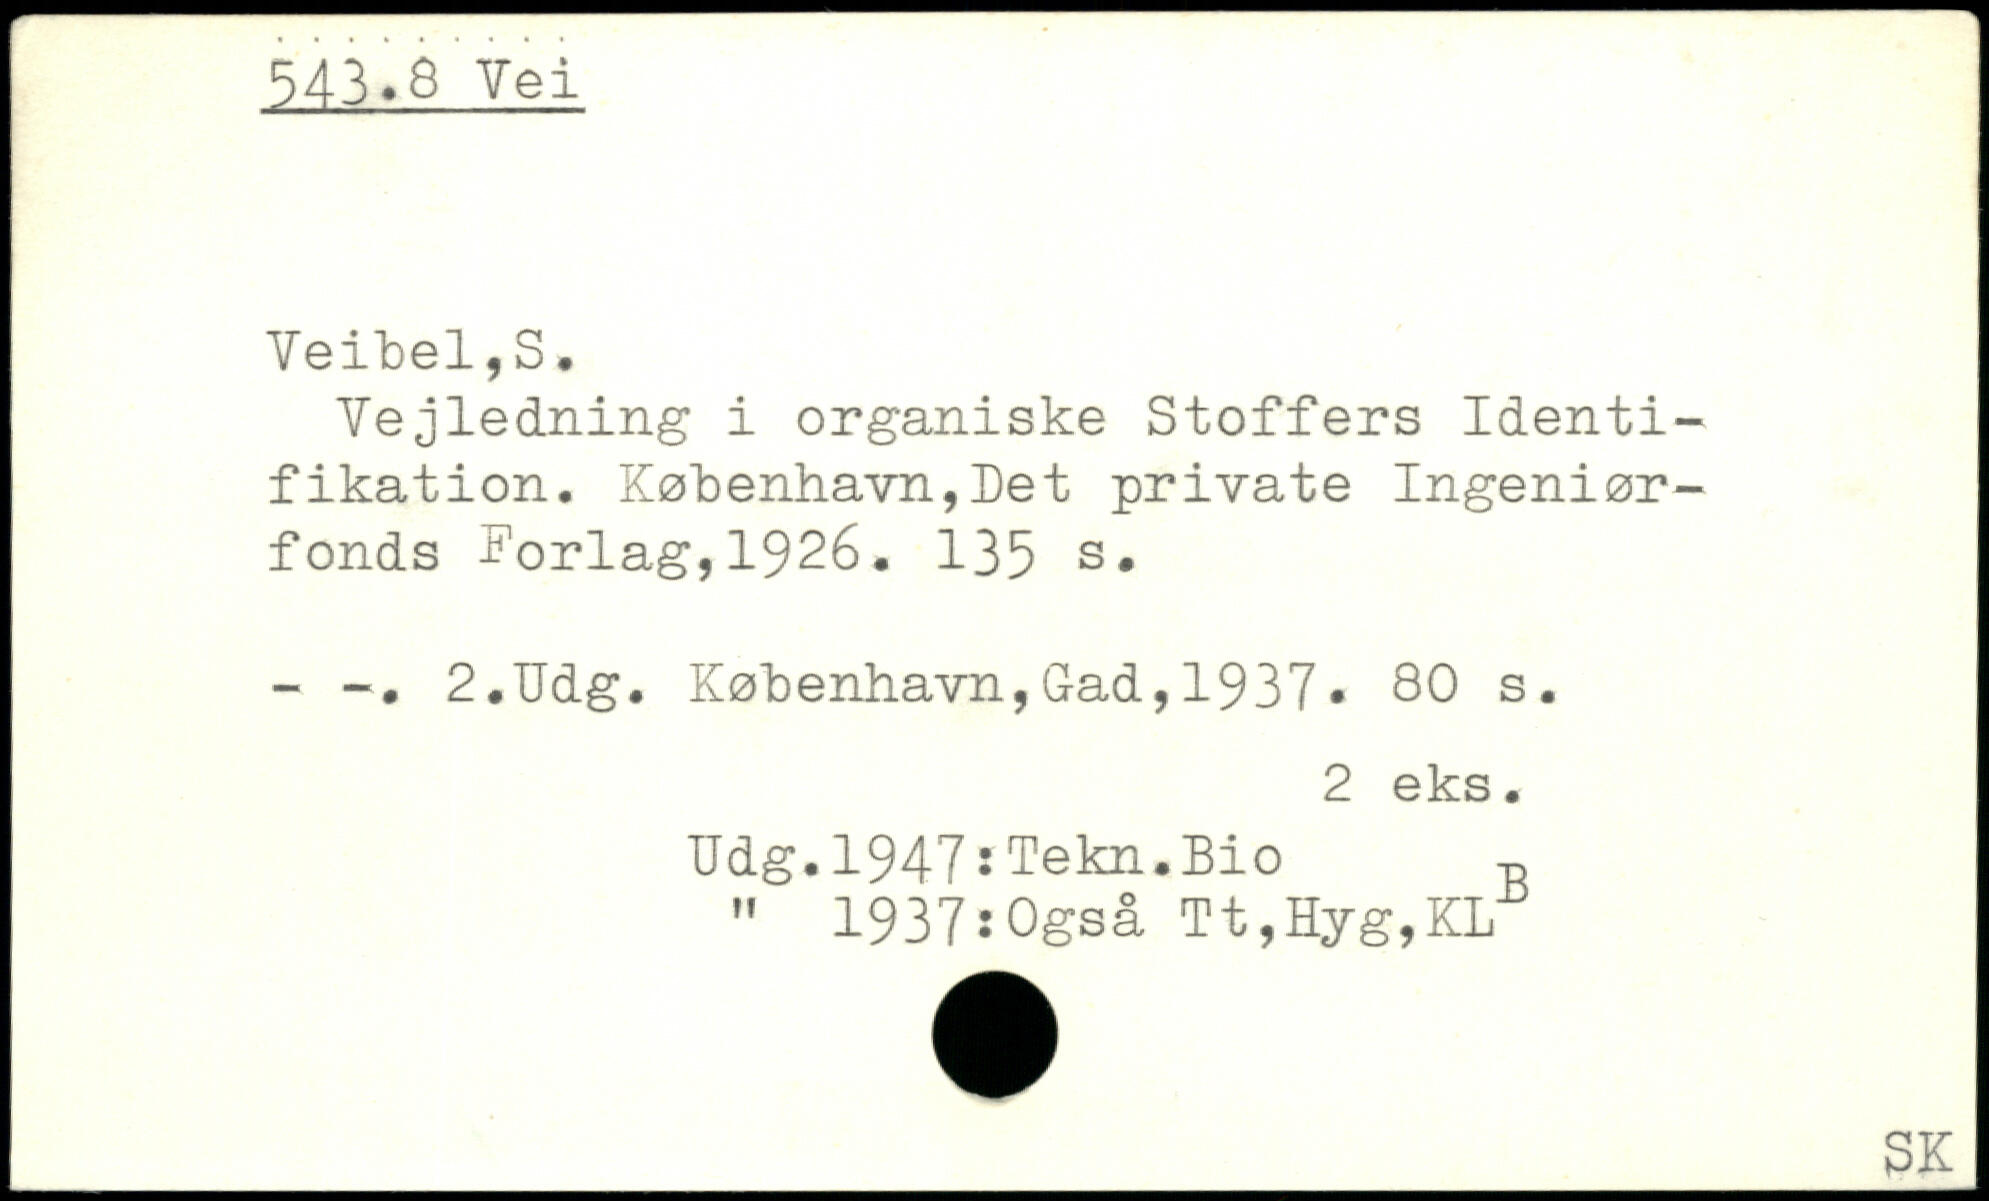 543.8 Vei
Veibel,S.
Vejledning i organiske Stoffers Identi-
fikation. København,Det private Ingeniør-
fonds Forlag,1926. 135 s.
- -. 2.Udg. København,Gad,1937. 80 s.
2 eks.
Udg.1947:Tekn.Bio
" 1937:Også Tt,Hyg,KLB
SK